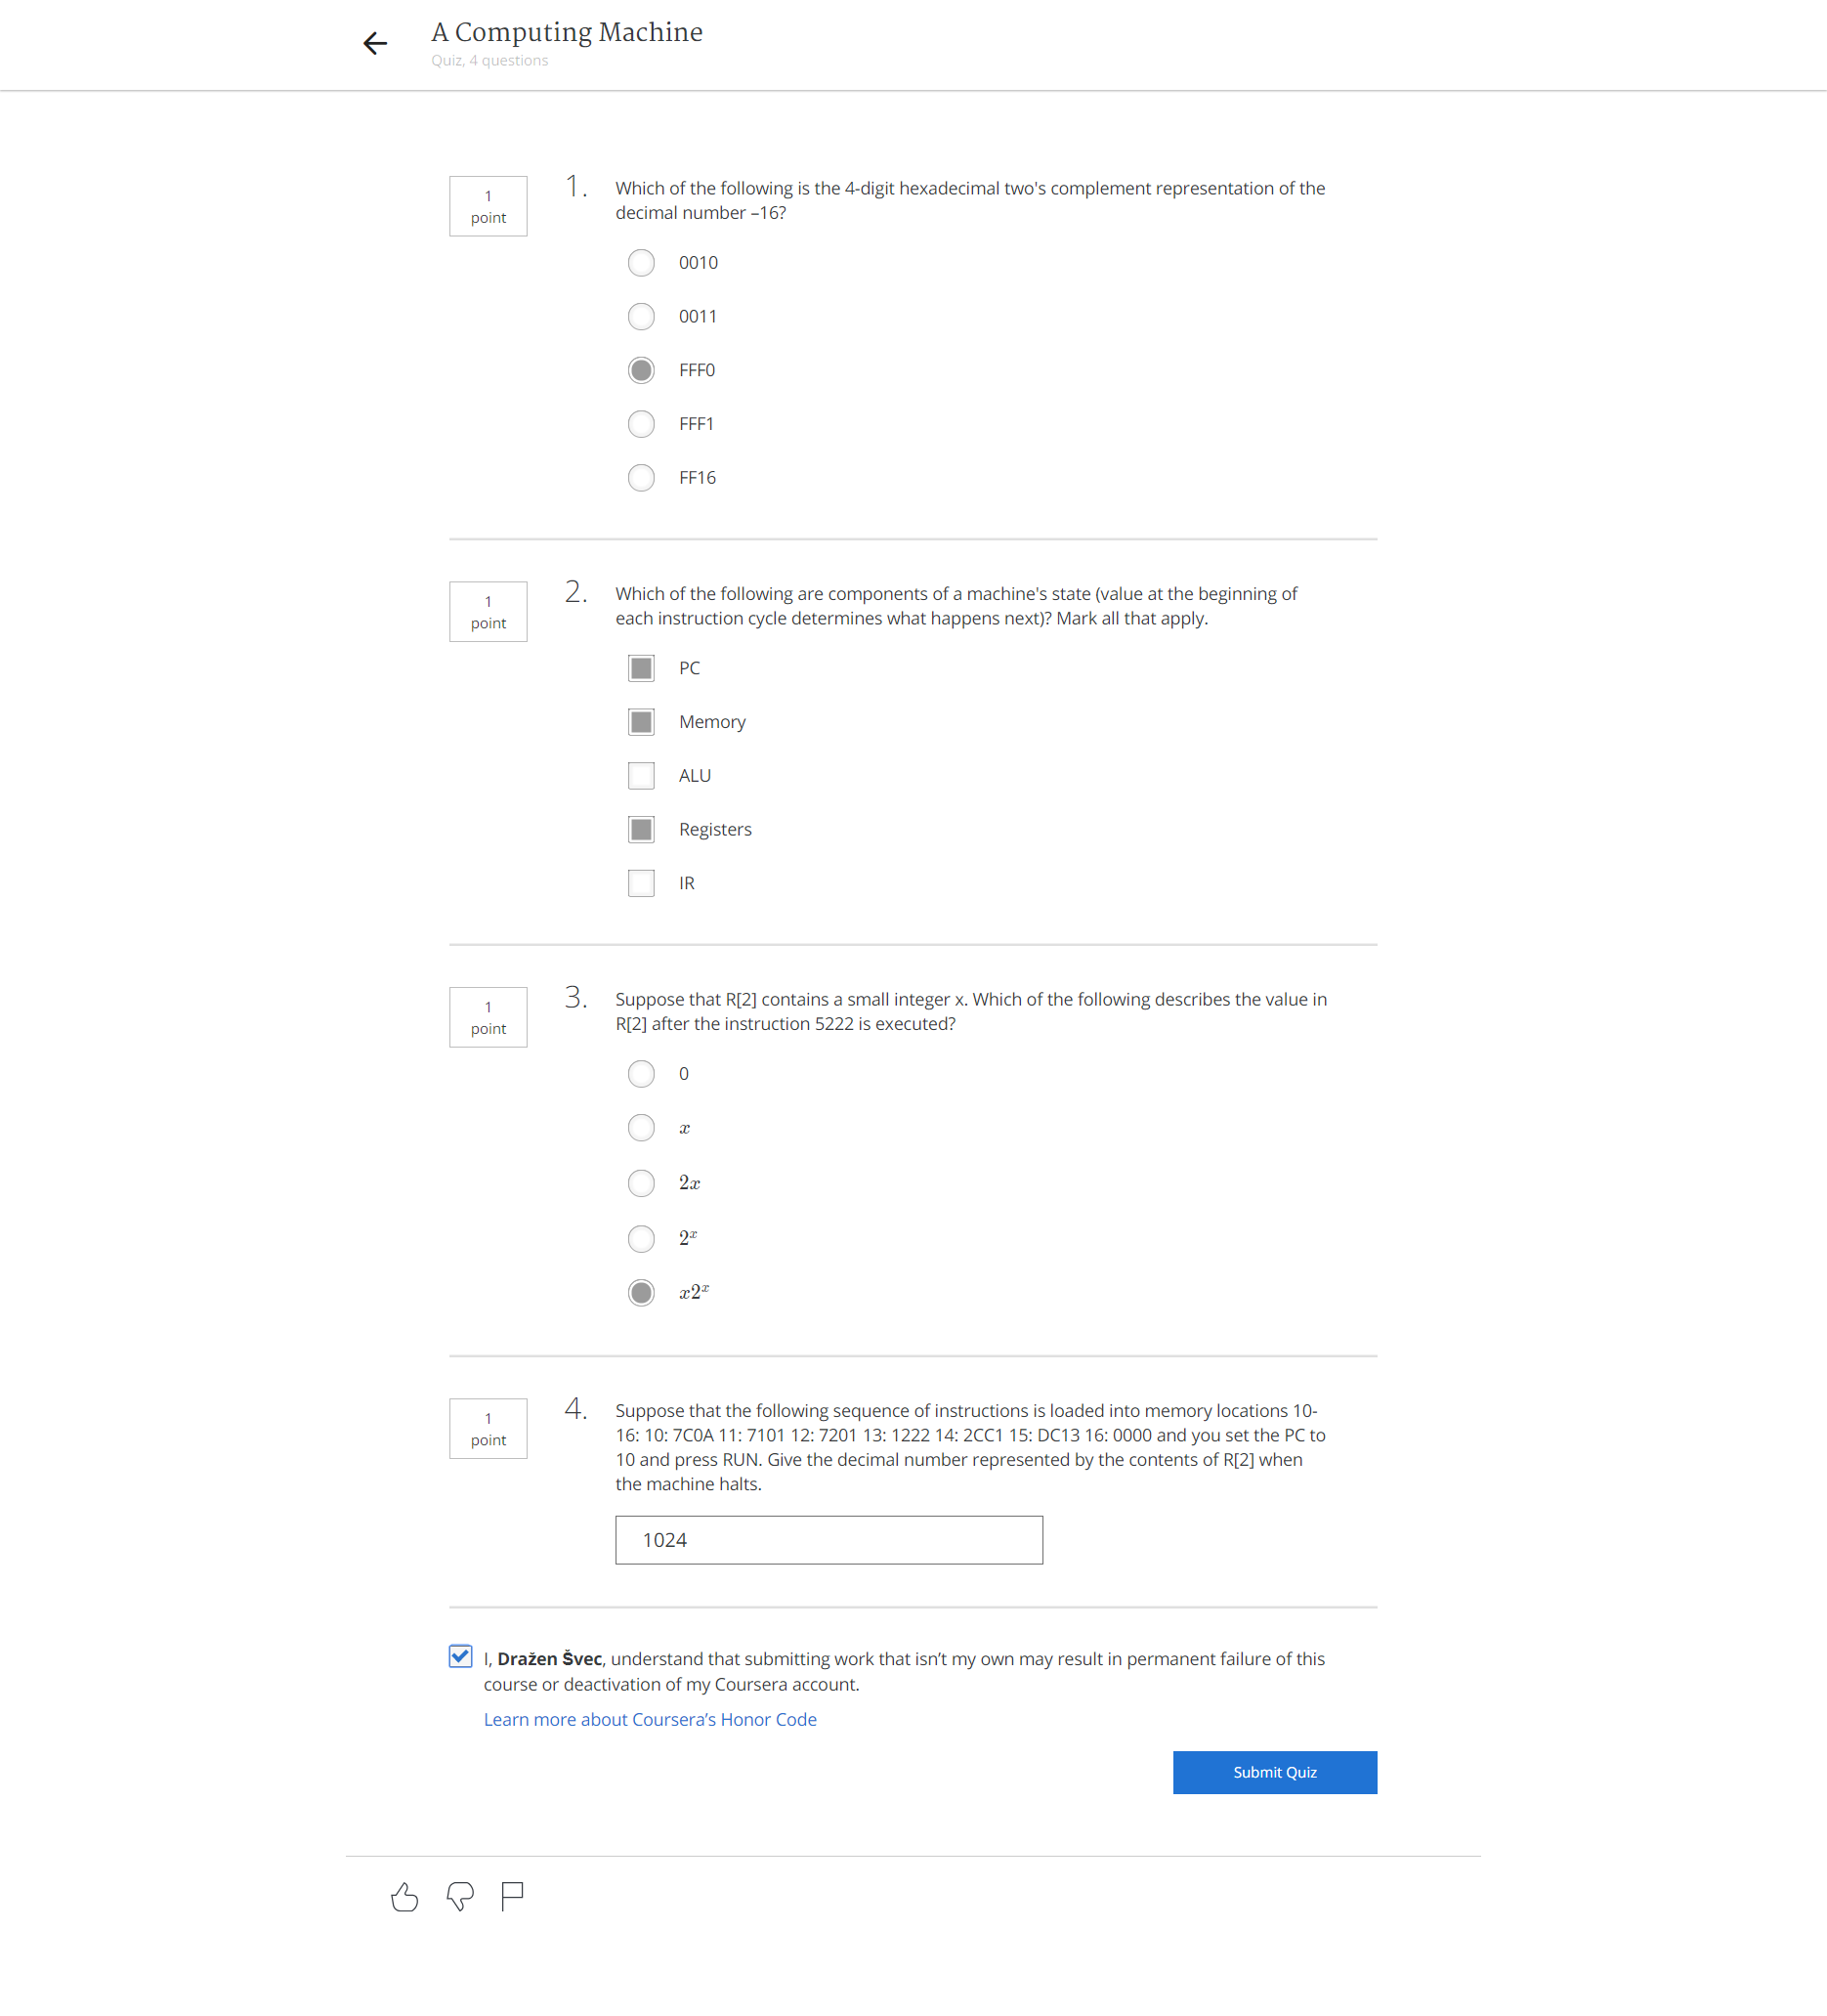 A Computing Machine
Quiz, 4 questions
1
point
1.
Which of the following is the 4-digit hexadecimal two's complement representation of the
decimal number –16?
0010
0011
FFF0
FFF1
FF16
1
point
2.
Which of the following are components of a machine's state (value at the beginning of
each instruction cycle determines what happens next)? Mark all that apply.
PC
Memory
ALU
Registers
IR
1
point
3.
Suppose that R[2] contains a small integer x. Which of the following describes the value in
R[2] after the instruction 5222 is executed?
0
x
2x
2ˣ
x2ˣ
1
point
4.
Suppose that the following sequence of instructions is loaded into memory locations 10-
16: 10: 7C0A 11: 7101 12: 7201 13: 1222 14: 2CC1 15: DC13 16: 0000 and you set the PC to
10 and press RUN. Give the decimal number represented by the contents of R[2] when
the machine halts.
1024
I, Dražen Švec, understand that submitting work that isn’t my own may result in permanent failure of this
course or deactivation of my Coursera account.
Learn more about Coursera’s Honor Code
Submit Quiz